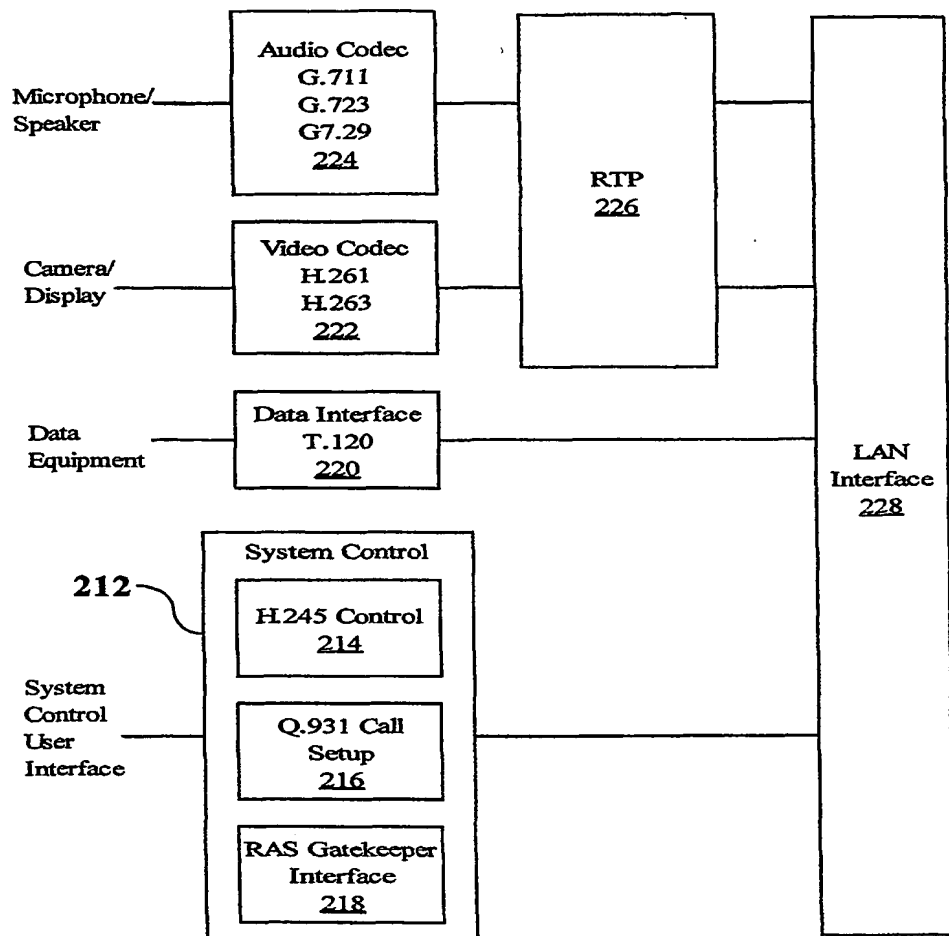 Microphone/
Speaker
Audio Codec
G.711
G.723
G7.29
224
RTP
226
Camera/
Display
Video Codec
H.261
H.263
222
Data
Equipment
Data Interface
T.120
220
LAN
Interface
228
212
System Control
H.245 Control
214
System
Control
User
Interface
Q.931 Call
Setup
216
RAS Gatekeeper
Interface
218